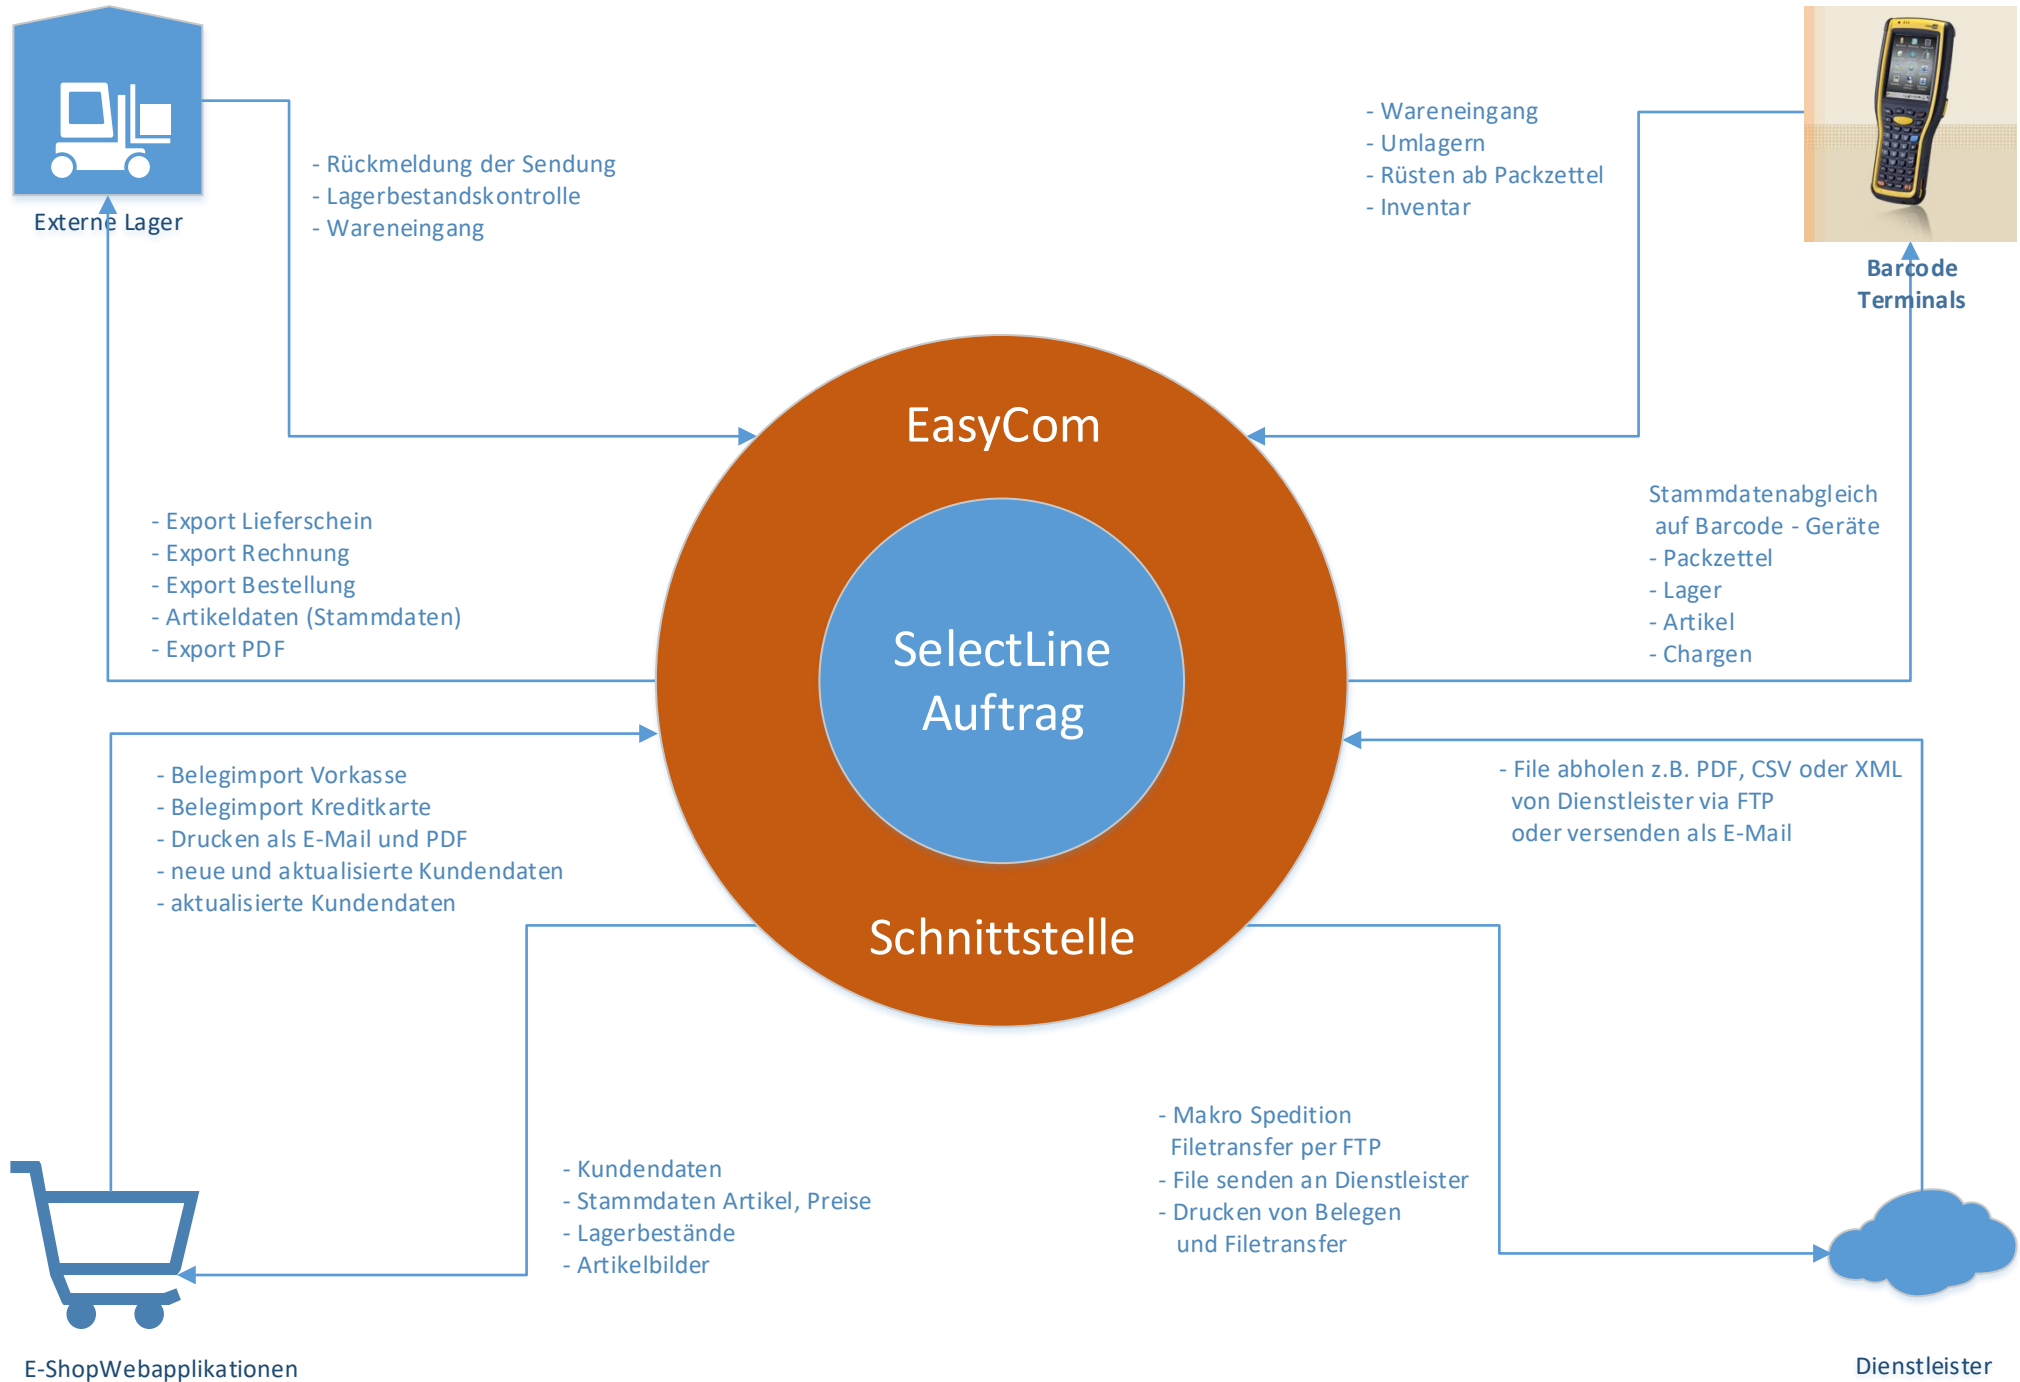 Externe Lager
- Rückmeldung der Sendung
- Lagerbestandskontrolle
- Wareneingang
- Wareneingang
- Umlagern
- Rüsten ab Packzettel
- Inventar
Barcode
Terminals
EasyCom
- Export Lieferschein
- Export Rechnung
- Export Bestellung
- Artikeldaten (Stammdaten)
- Export PDF
SelectLine
Auftrag
Stammdatenabgleich
auf Barcode - Geräte
- Packzettel
- Lager
- Artikel
- Chargen
- Belegimport Vorkasse
- Belegimport Kreditkarte
- Drucken als E-Mail und PDF
- neue und aktualisierte Kundendaten
- aktualisierte Kundendaten
- File abholen z.B. PDF, CSV oder XML
von Dienstleister via FTP
oder versenden als E-Mail
Schnittstelle
- Kundendaten
- Stammdaten Artikel, Preise
- Lagerbestände
- Artikelbilder
- Makro Spedition
Filetransfer per FTP
- File senden an Dienstleister
- Drucken von Belegen
und Filetransfer
E-ShopWebapplikationen
Dienstleister